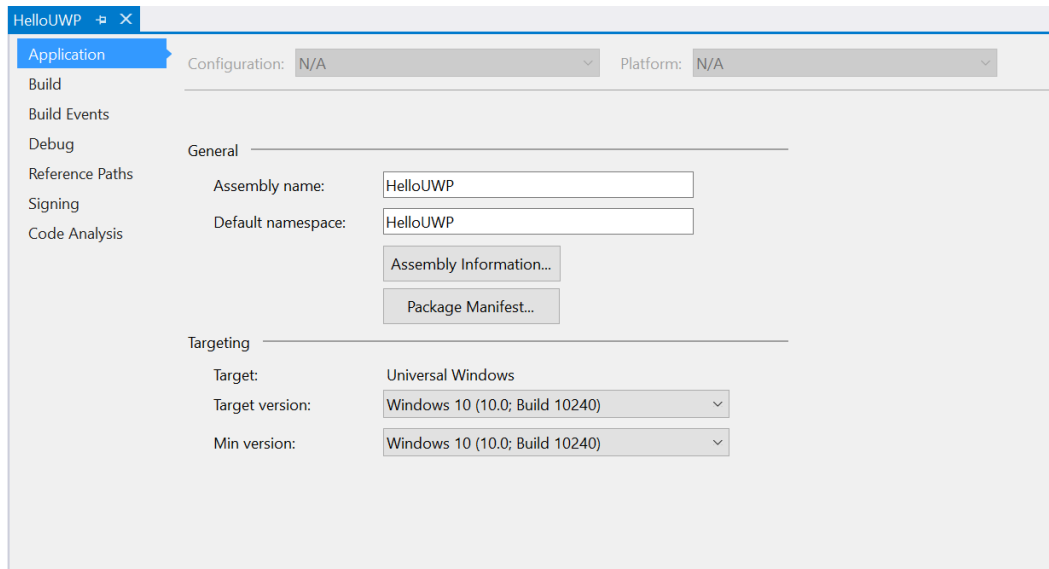 HelloUWP
Application
Build
Build Events
Debug
Reference Paths
Signing
Code Analysis
Configuration: N/A Platform: N/A
General
Assembly name: HelloUWP
Default namespace: HelloUWP
Assembly Information...
Package Manifest...
Targeting
Target: Universal Windows
Target version: Windows 10 (10.0; Build 10240)
Min version: Windows 10 (10.0; Build 10240)